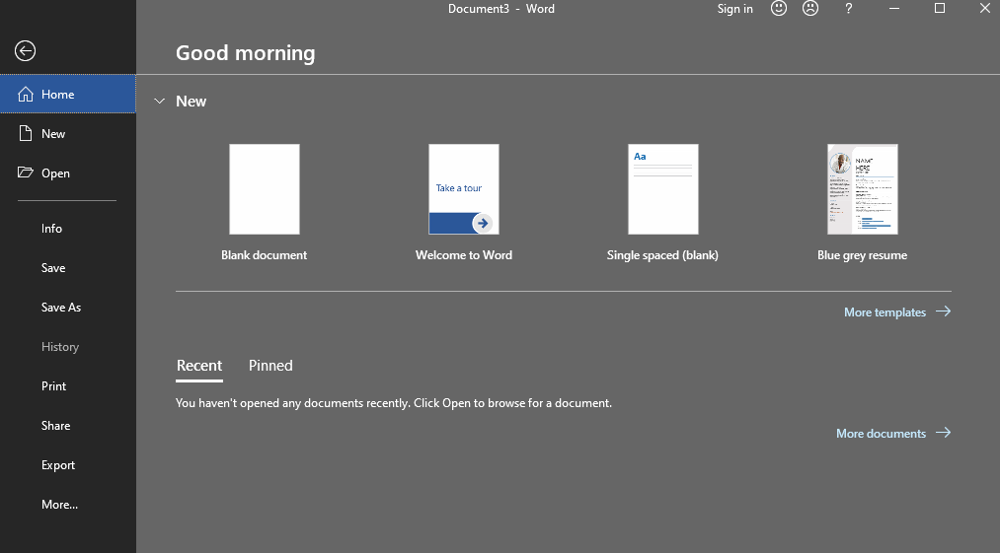 Document3 - Word
Sign in
?
Good morning
Home
New
Open
Info
Save
Save As
History
Print
Share
Export
More...
New
Take a tour
Aa
NAME
HERE
Blank document
Welcome to Word
Single spaced (blank)
Blue grey resume
More templates
Recent
Pinned
You haven't opened any documents recently. Click Open to browse for a document.
More documents